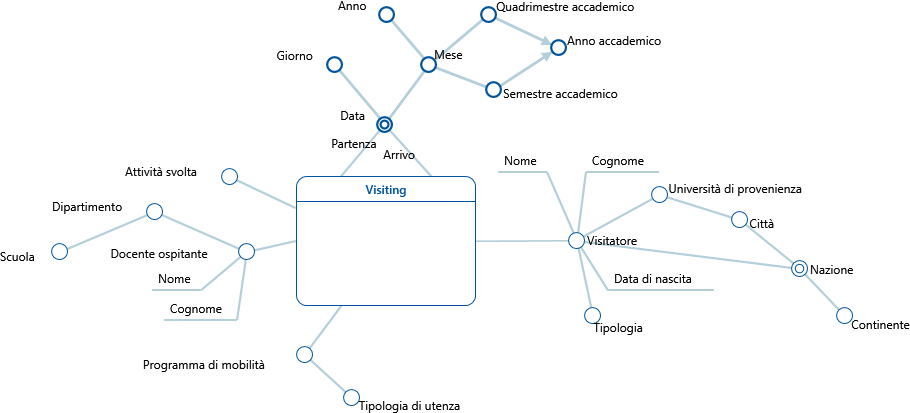 Anno
Quadrimestre accademico
Anno accademico
Giorno
Mese
Semestre accademico
Data
Partenza
Arrivo
Nome
Cognome
Attività svolta
Visiting
Università di provenienza
Dipartimento
Città
Visitatore
Scuola
Docente ospitante
Nazione
Nome
Data di nascita
Cognome
Tipologia
Continente
Programma di mobilità
Tipologia di utenza